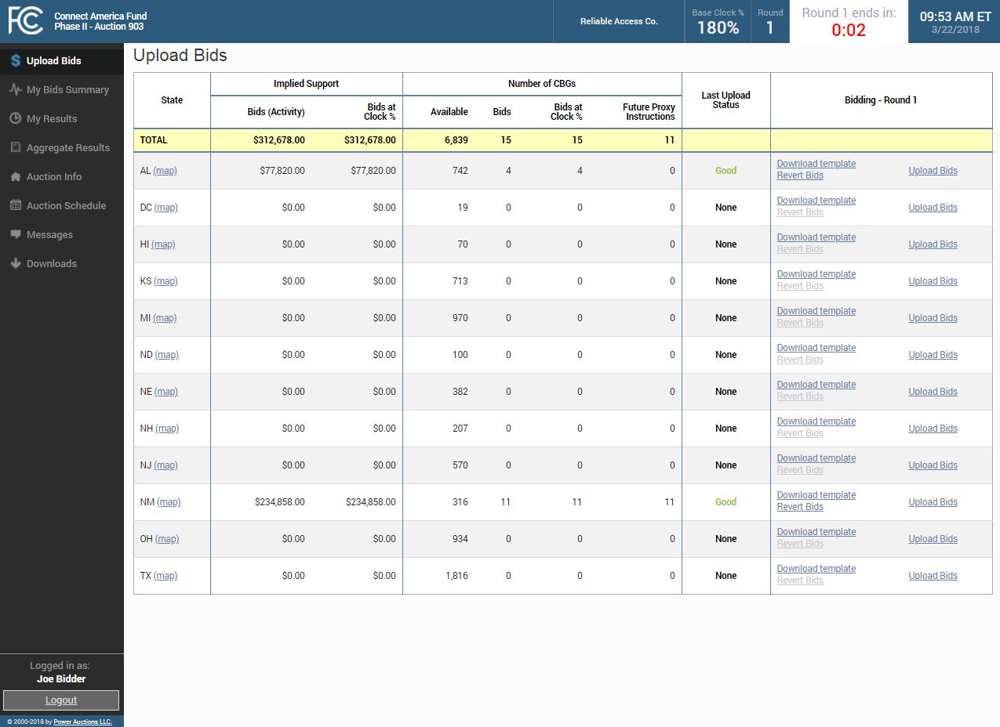 FCC
Connect America Fund
Phase II - Auction 903
Reliable Access Co.
Base Clock %
180%
Round
1
Round 1 ends in:
0:02
09:53 AM ET
3/22/2018
Upload Bids
My Bids Summary
My Results
Aggregate Results
Auction Info
Auction Schedule
Messages
Downloads
Logged in as:
Joe Bidder
Logout
© 2000-2018 by Power Auctions LLC.
Upload Bids
State
Implied Support
Number of CBGs
Last Upload
Status
Bidding - Round 1
Bids (Activity)
Bids at
Clock %
Available
Bids
Bids at
Clock %
Future Proxy
Instructions
TOTAL $312,678.00 $312,678.00 6,839 15 15 11
AL (map) $77,820.00 $77,820.00 742 4 4 0 Good Download template Upload Bids
Revert Bids
DC (map) $0.00 $0.00 19 0 0 0 None Download template Upload Bids
Revert Bids
HI (map) $0.00 $0.00 70 0 0 0 None Download template Upload Bids
Revert Bids
KS (map) $0.00 $0.00 713 0 0 0 None Download template Upload Bids
Revert Bids
MI (map) $0.00 $0.00 970 0 0 0 None Download template Upload Bids
Revert Bids
ND (map) $0.00 $0.00 100 0 0 0 None Download template Upload Bids
Revert Bids
NE (map) $0.00 $0.00 382 0 0 0 None Download template Upload Bids
Revert Bids
NH (map) $0.00 $0.00 207 0 0 0 None Download template Upload Bids
Revert Bids
NJ (map) $0.00 $0.00 570 0 0 0 None Download template Upload Bids
Revert Bids
NM (map) $234,858.00 $234,858.00 316 11 11 11 Good Download template Upload Bids
Revert Bids
OH (map) $0.00 $0.00 934 0 0 0 None Download template Upload Bids
Revert Bids
TX (map) $0.00 $0.00 1,816 0 0 0 None Download template Upload Bids
Revert Bids